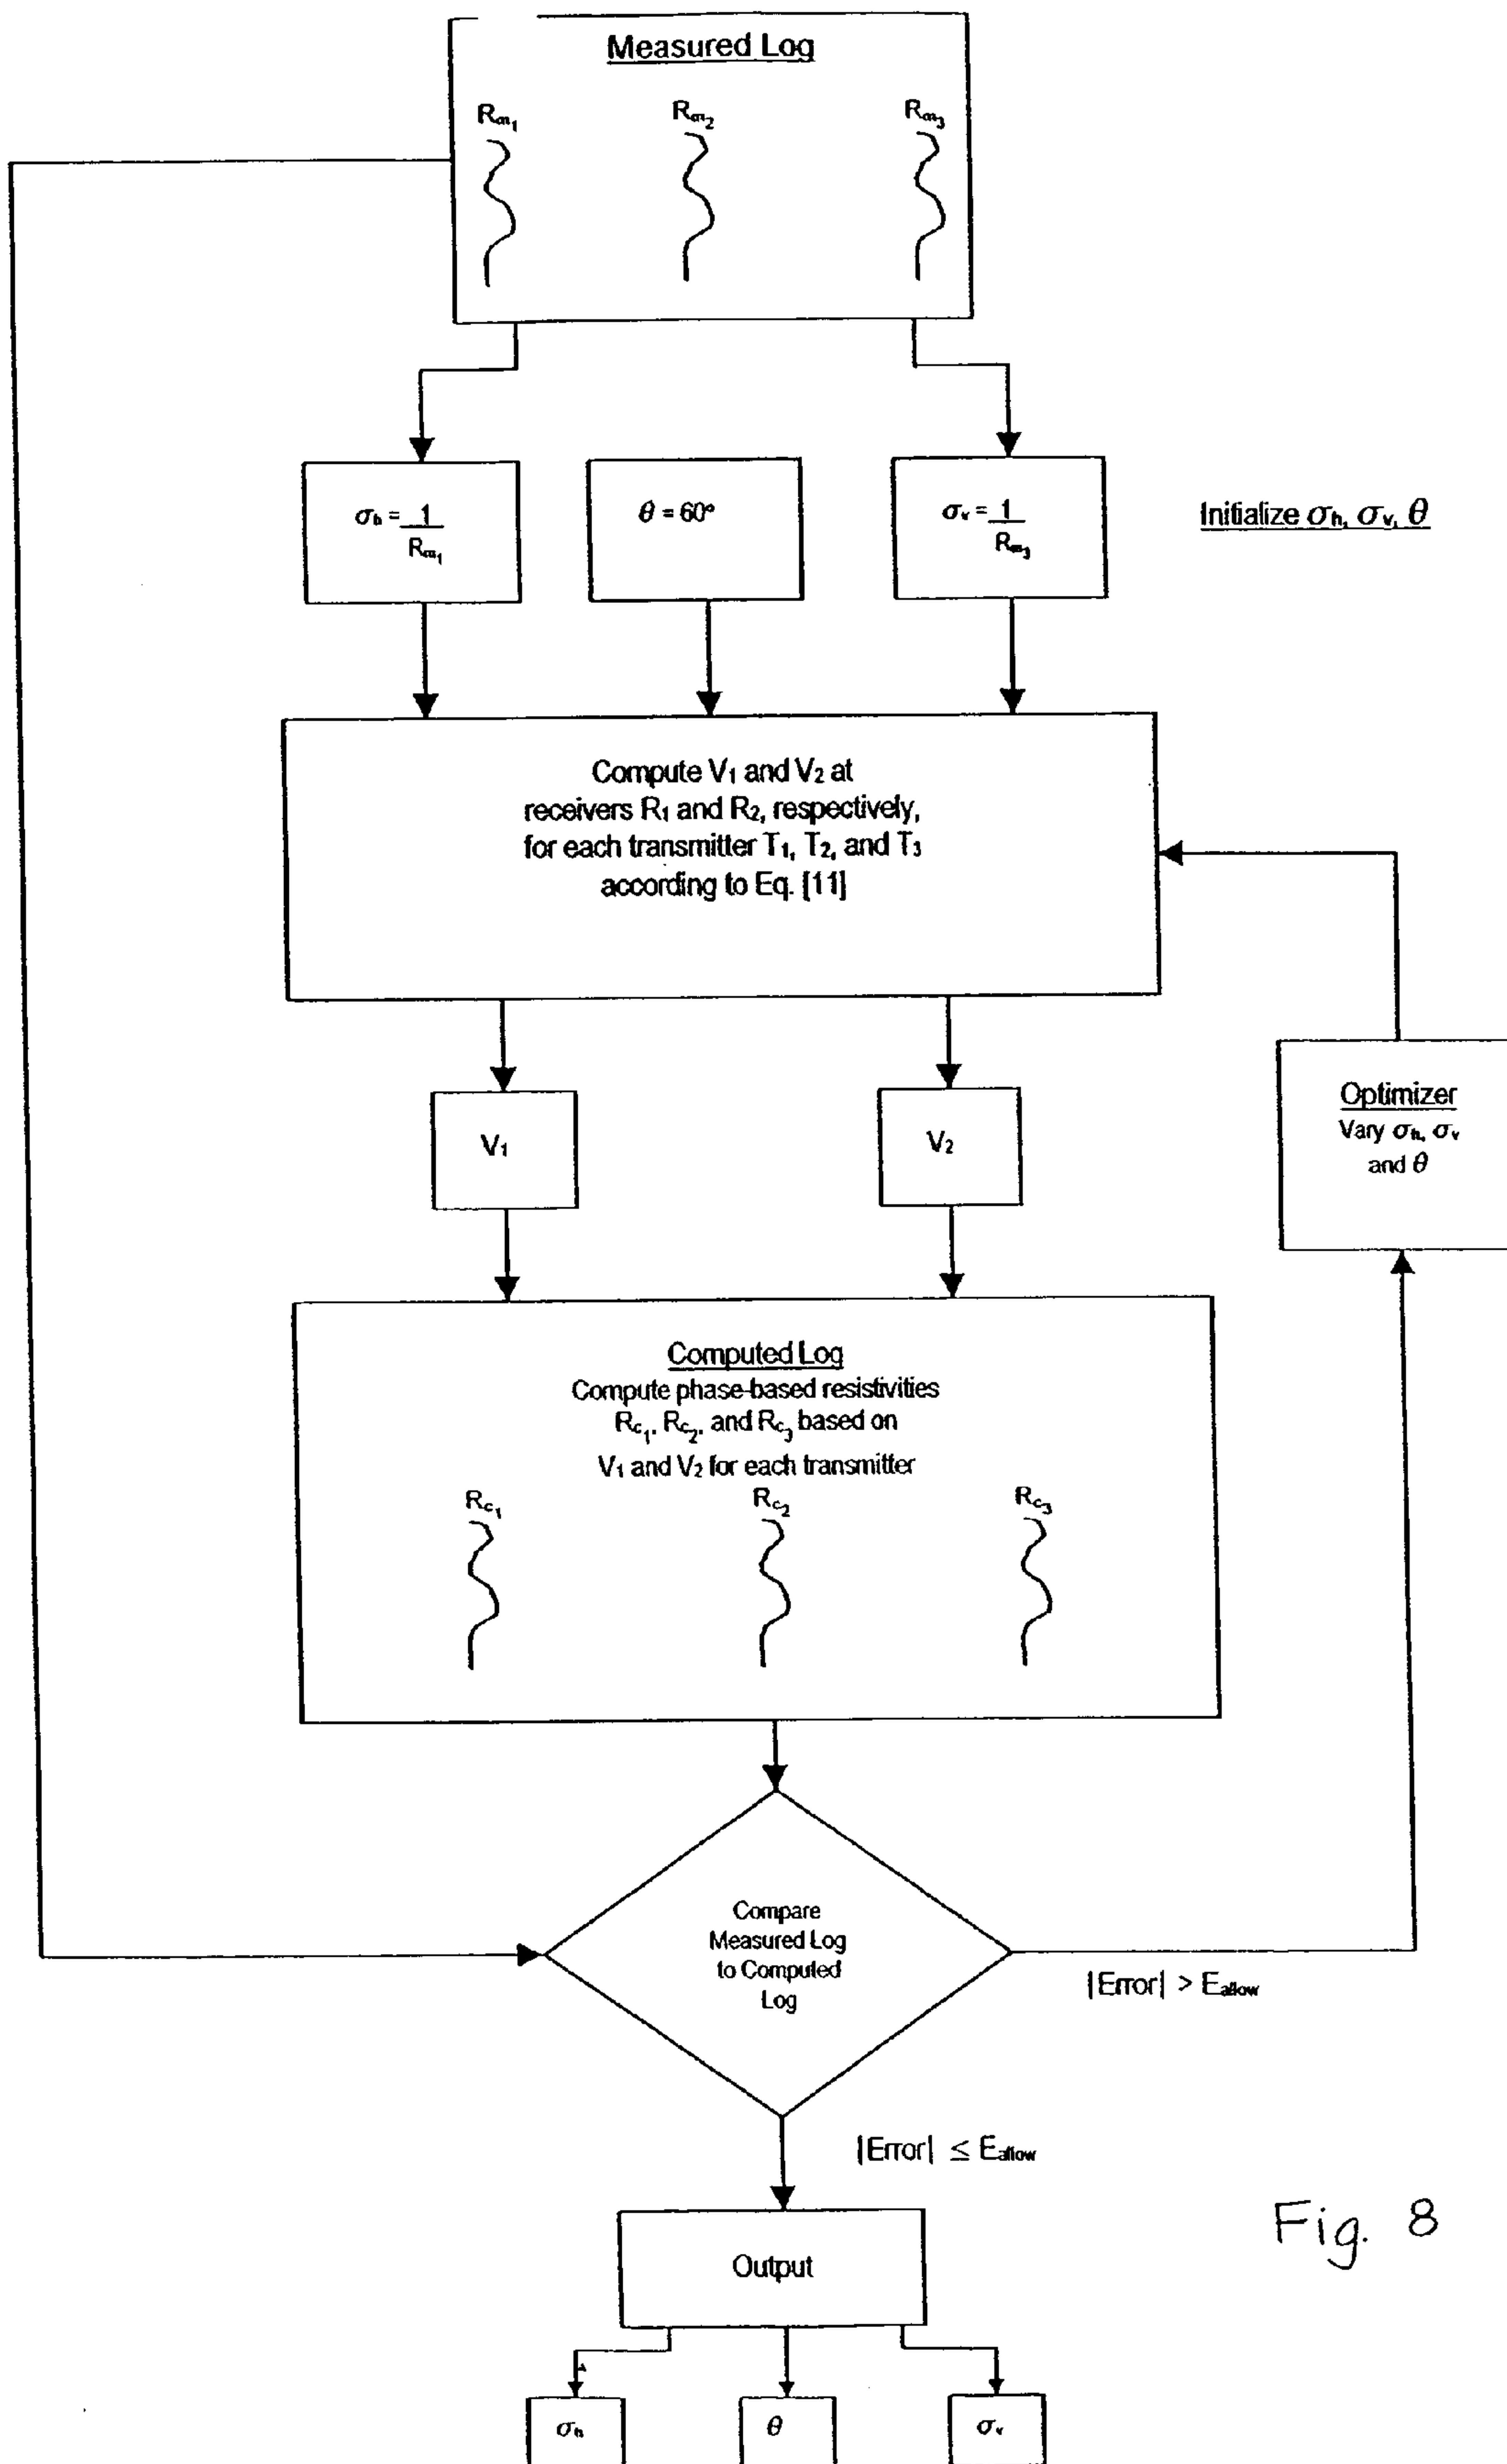 Measured Log
Rm1 Rm2 Rm3
σh = 1/Rm1
θ = 60°
σv = 1/Rm3
Initialize σh, σv, θ
Compute V1 and V2 at
receivers R1 and R2, respectively,
for each transmitter T1, T2, and T3
according to Eq. [11]
V1
V2
Optimizer
Vary σh, σv
and θ
Computed Log
Compute phase-based resistivities
Rc1, Rc2, and Rc3 based on
V1 and V2 for each transmitter
Rc1 Rc2 Rc3
Compare
Measured Log
to Computed
Log
|Error| > Eallow
|Error| ≤ Eallow
Output
σh
θ
σv
Fig. 8